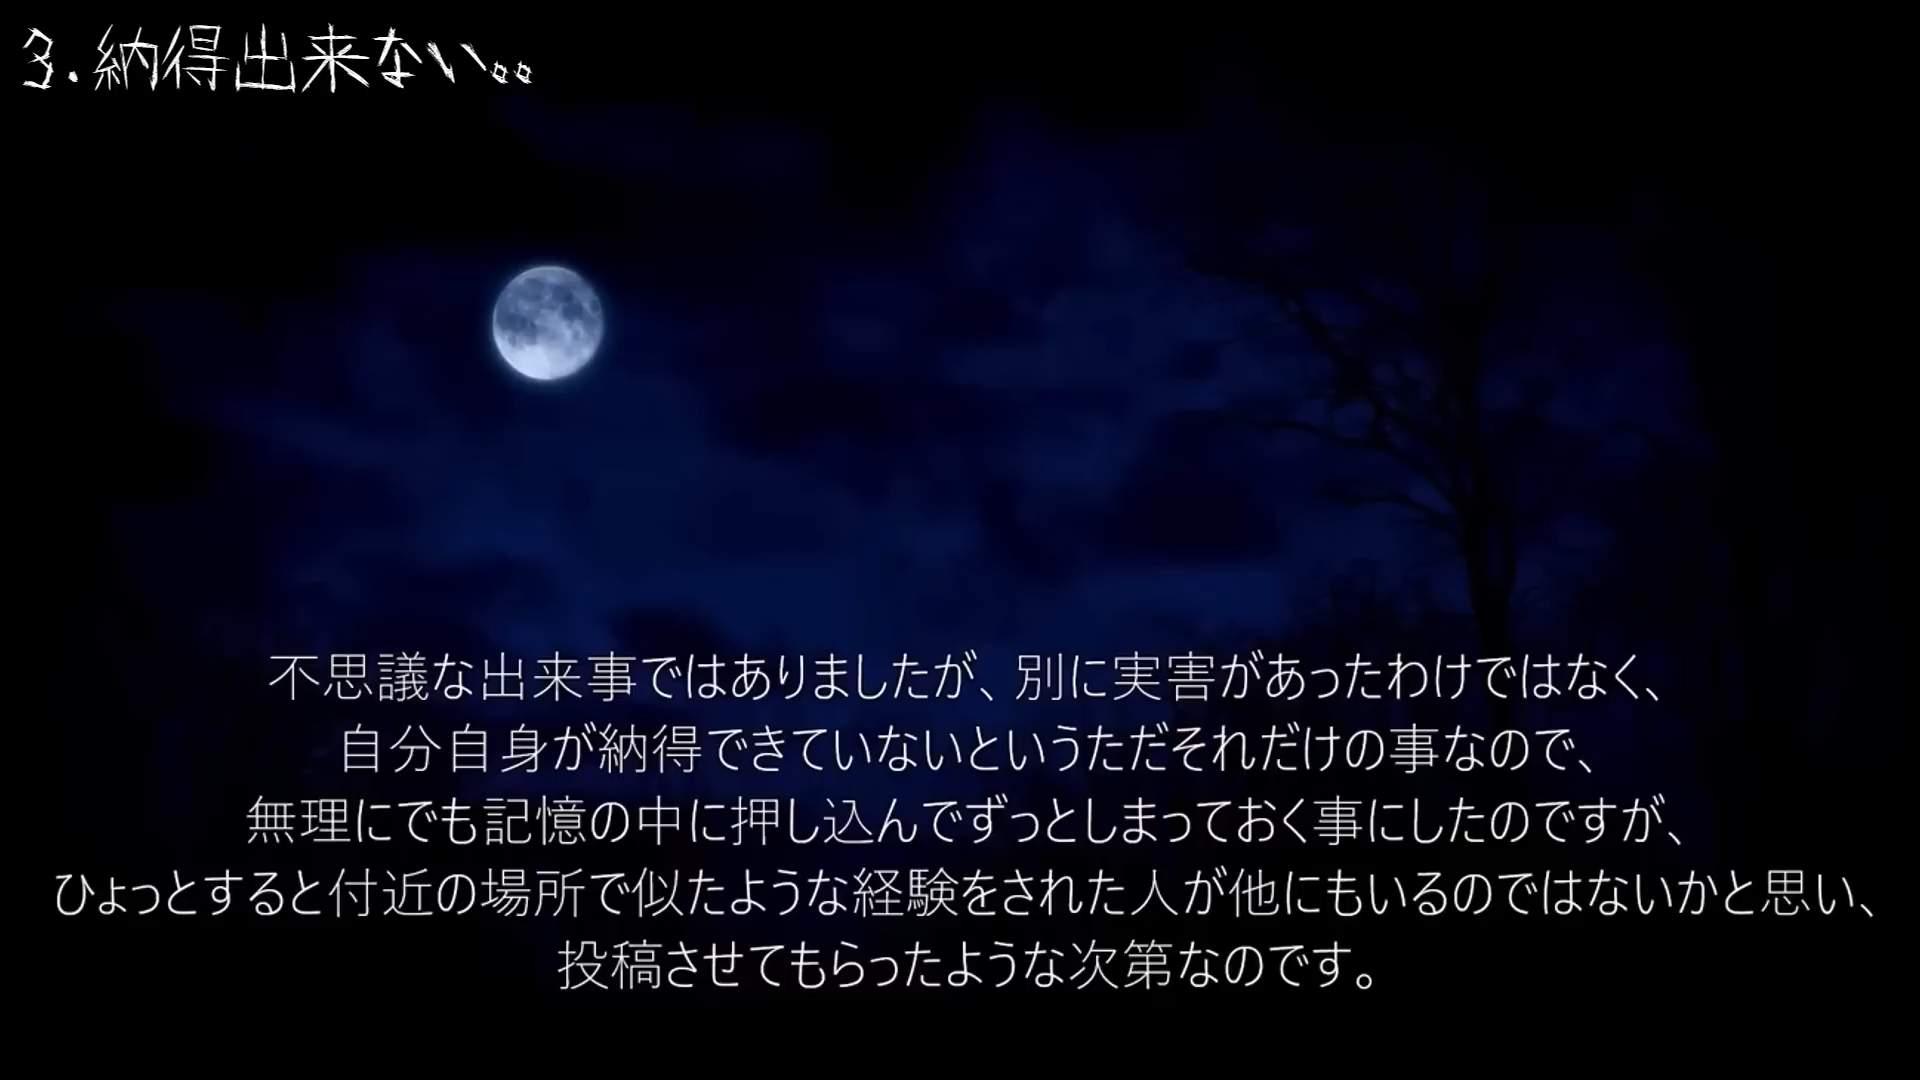 3.納得出来ない。。
不思議な出来事ではありましたが、別に実害があったわけではなく、
自分自身が納得できていないというただそれだけの事なので、
無理にでも記憶の中に押し込んでずっとしまっておく事にしたのですが、
ひょっとすると付近の場所で似たような経験をされた人が他にもいるのではないかと思い、
投稿させてもらったような次第なのです。